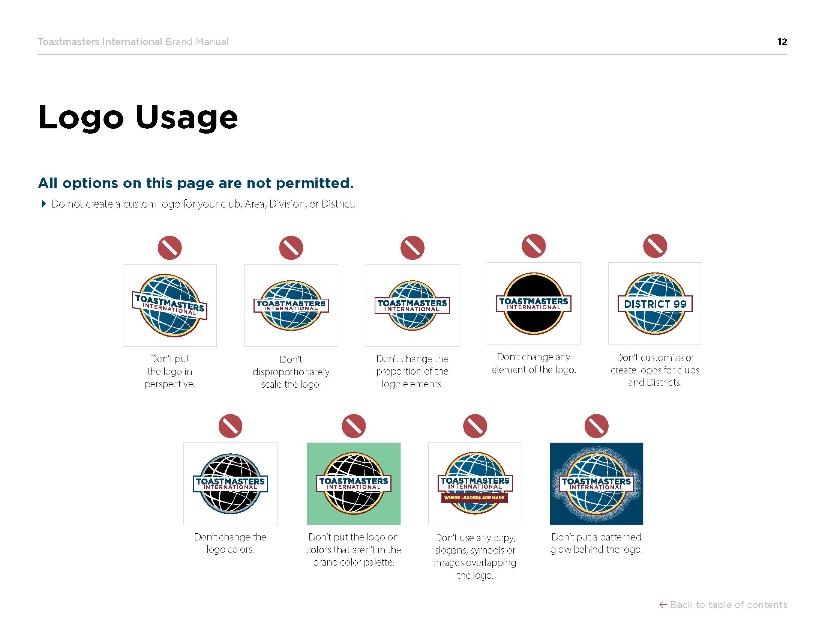 Toastmasters International Brand Manual
12
Logo Usage
All options on this page are not permitted.
Do not create a custom logo for your club, Area, Division, or District.
TOASTMASTERS
INTERNATIONAL
TOASTMASTERS
INTERNATIONAL
TOASTMASTERS
INTERNATIONAL
TOASTMASTERS
INTERNATIONAL
DISTRICT 99
Don't put
the logo in
perspective.
Don't
disproportionately
scale the logo
Don't change the
proportion of the
logo elements.
Don't change any
element of the logo.
Don't customize or
create logos for clubs
and Districts.
TOASTMASTERS
INTERNATIONAL
TOASTMASTERS
INTERNATIONAL
TOASTMASTERS
INTERNATIONAL
WHERE LEADERS ARE MADE
TOASTMASTERS
INTERNATIONAL
Don't change the
logo colors.
Don't put the logo on
colors that aren't in the
brand color palette.
Don't use any copy,
slogans, symbols or
images overlapping
the logo.
Don't put a patterned
glow behind the logo.
← Back to table of contents